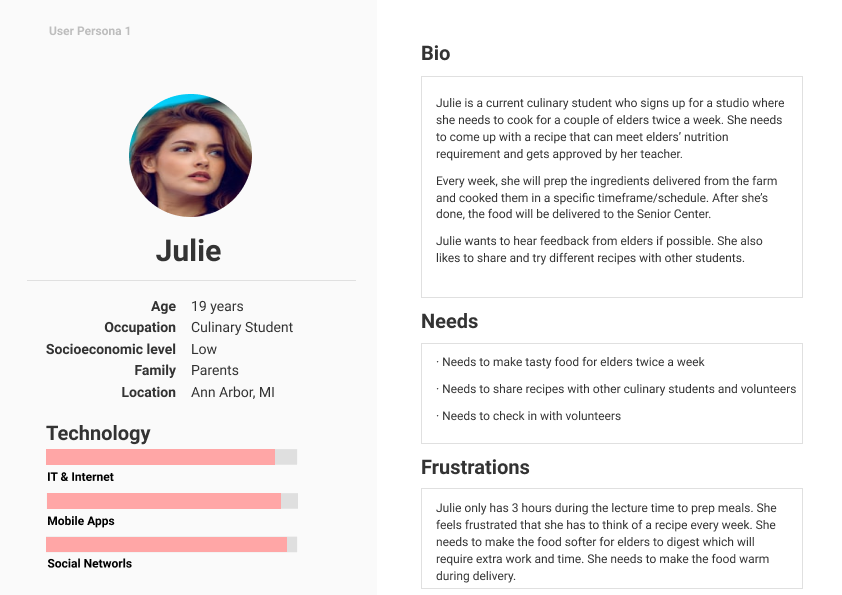 User Persona 1
Julie
Age 19 years
Occupation Culinary Student
Socioeconomic level Low
Family Parents
Location Ann Arbor, MI
Technology
IT & Internet
Mobile Apps
Social Networls
Bio
Julie is a current culinary student who signs up for a studio where
she needs to cook for a couple of elders twice a week. She needs
to come up with a recipe that can meet elders’ nutrition
requirement and gets approved by her teacher.
Every week, she will prep the ingredients delivered from the farm
and cooked them in a specific timeframe/schedule. After she’s
done, the food will be delivered to the Senior Center.
Julie wants to hear feedback from elders if possible. She also
likes to share and try different recipes with other students.
Needs
· Needs to make tasty food for elders twice a week
· Needs to share recipes with other culinary students and volunteers
· Needs to check in with volunteers
Frustrations
Julie only has 3 hours during the lecture time to prep meals. She
feels frustrated that she has to think of a recipe every week. She
needs to make the food softer for elders to digest which will
require extra work and time. She needs to make the food warm
during delivery.